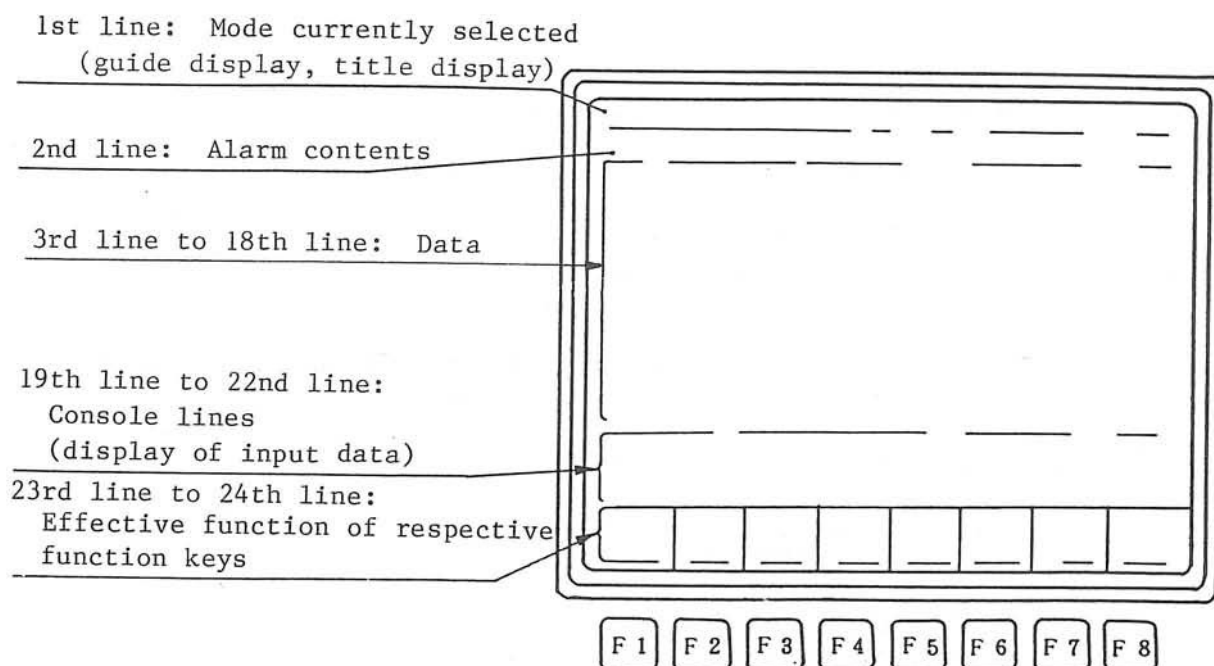 1st line: Mode currently selected
(guide display, title display)
2nd line: Alarm contents
3rd line to 18th line: Data
19th line to 22nd line:
Console lines
(display of input data)
23rd line to 24th line:
Effective function of respective
function keys
F 1 F 2 F 3 F 4 F 5 F 6 F 7 F 8